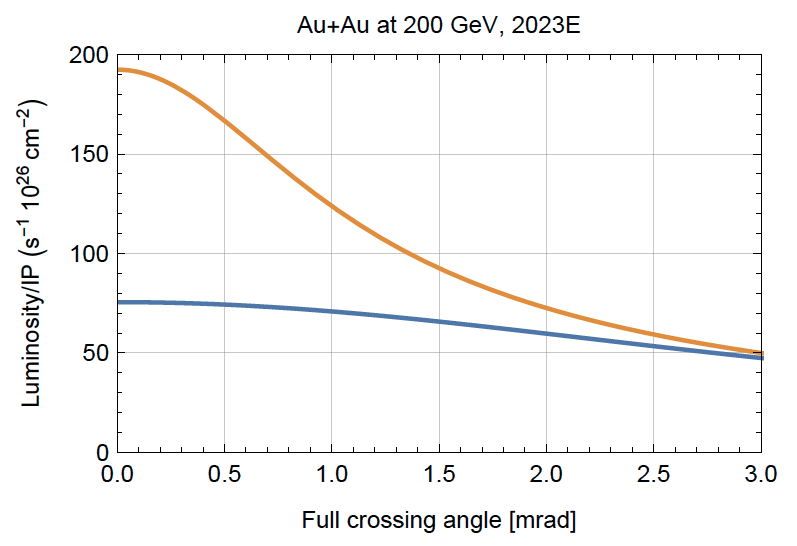 Au+Au at 200 GeV, 2023E
Luminosity/IP (s⁻¹ 10²⁶ cm⁻²)
200
150
100
50
0
0.0 0.5 1.0 1.5 2.0 2.5 3.0
Full crossing angle [mrad]